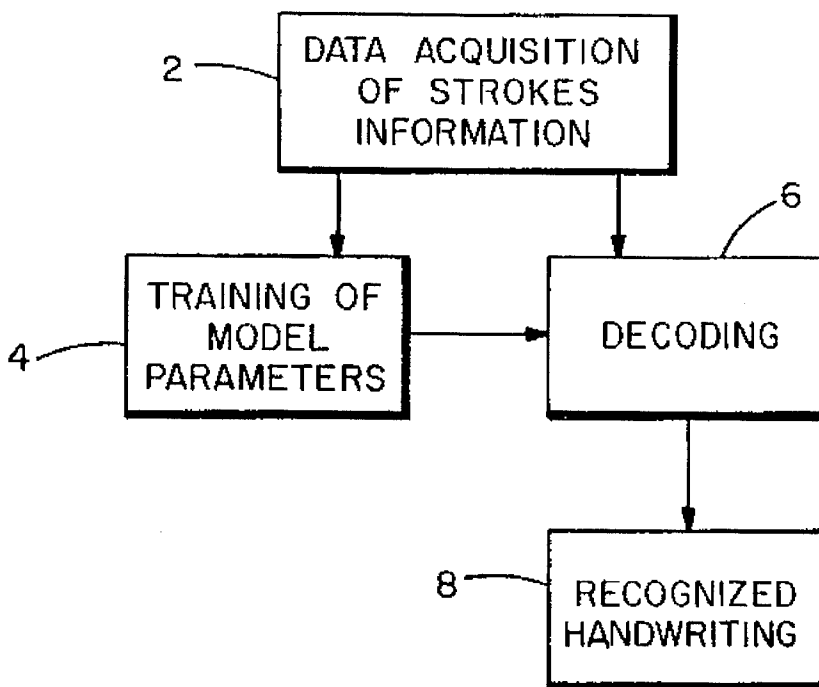 2
DATA ACQUISITION
OF STROKES
INFORMATION
6
4
TRAINING OF
MODEL
PARAMETERS
DECODING
8
RECOGNIZED
HANDWRITING